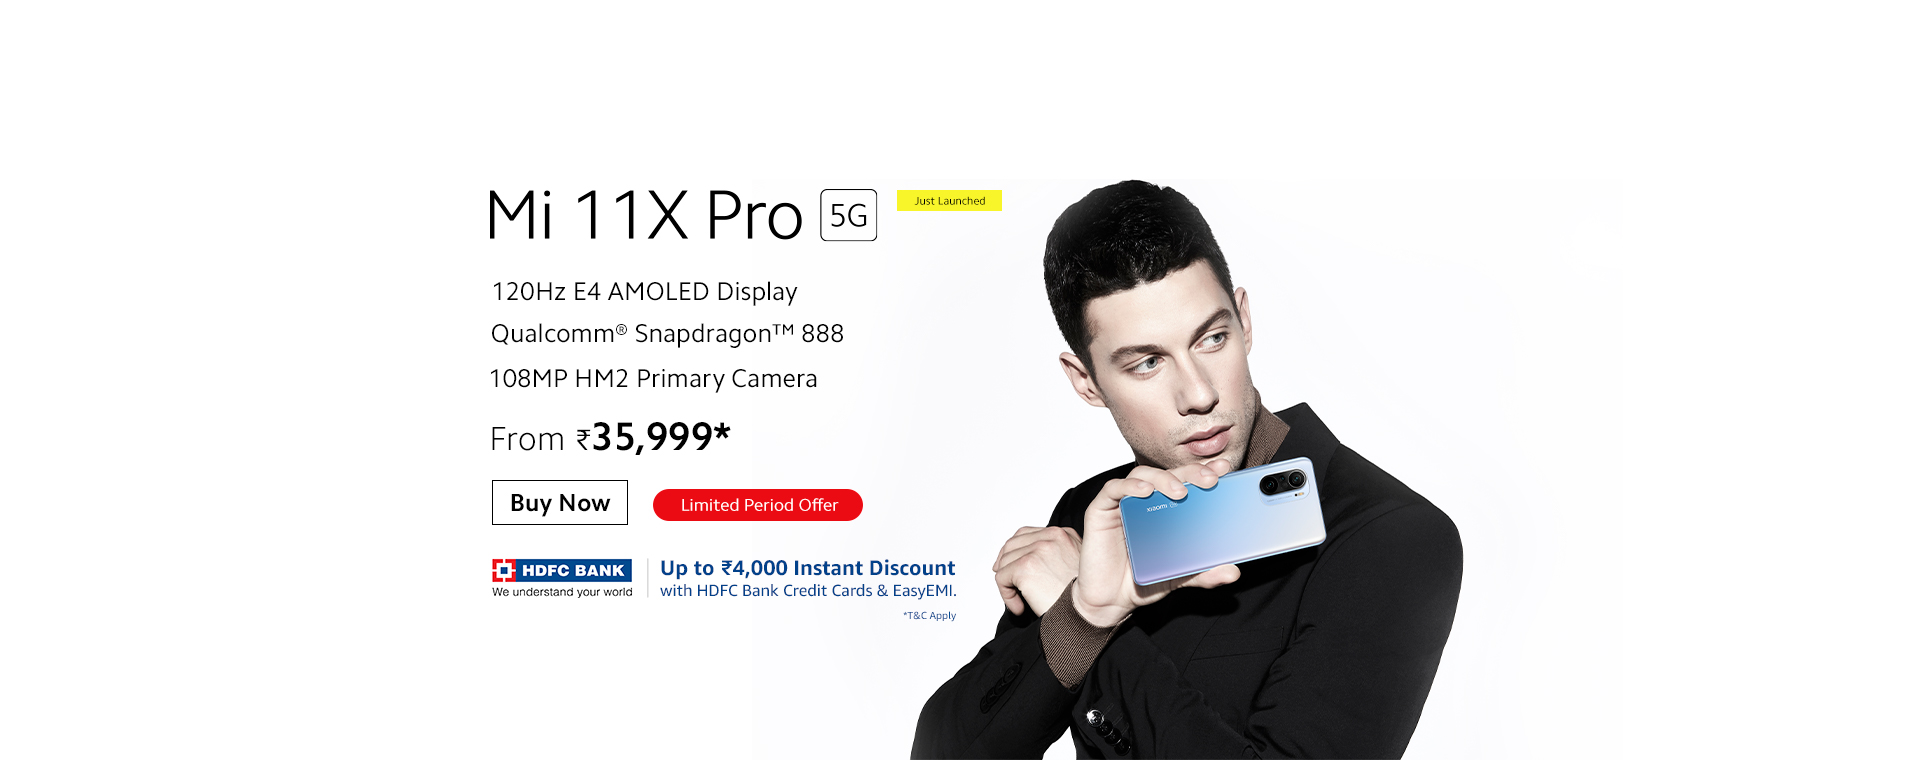 Mi 11X Pro 5G
Just Launched
120Hz E4 AMOLED Display
Qualcomm® Snapdragon™ 888
108MP HM2 Primary Camera
From ₹35,999*
Buy Now
Limited Period Offer
HDFC BANK
We understand your world
Up to ₹4,000 Instant Discount
with HDFC Bank Credit Cards & EasyEMI.
*T&C Apply
xiaomi